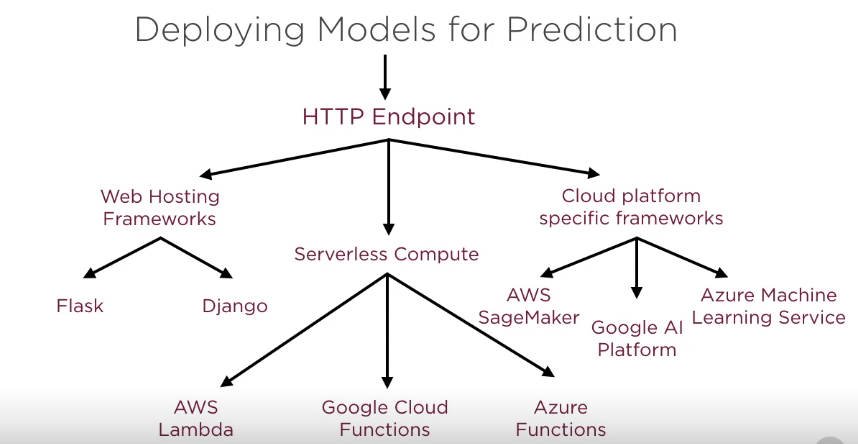 Deploying Models for Prediction
HTTP Endpoint
Web Hosting
Frameworks
Cloud platform
specific frameworks
Serverless Compute
Flask
Django
AWS
SageMaker
Google AI
Platform
Azure Machine
Learning Service
AWS
Lambda
Google Cloud
Functions
Azure
Functions